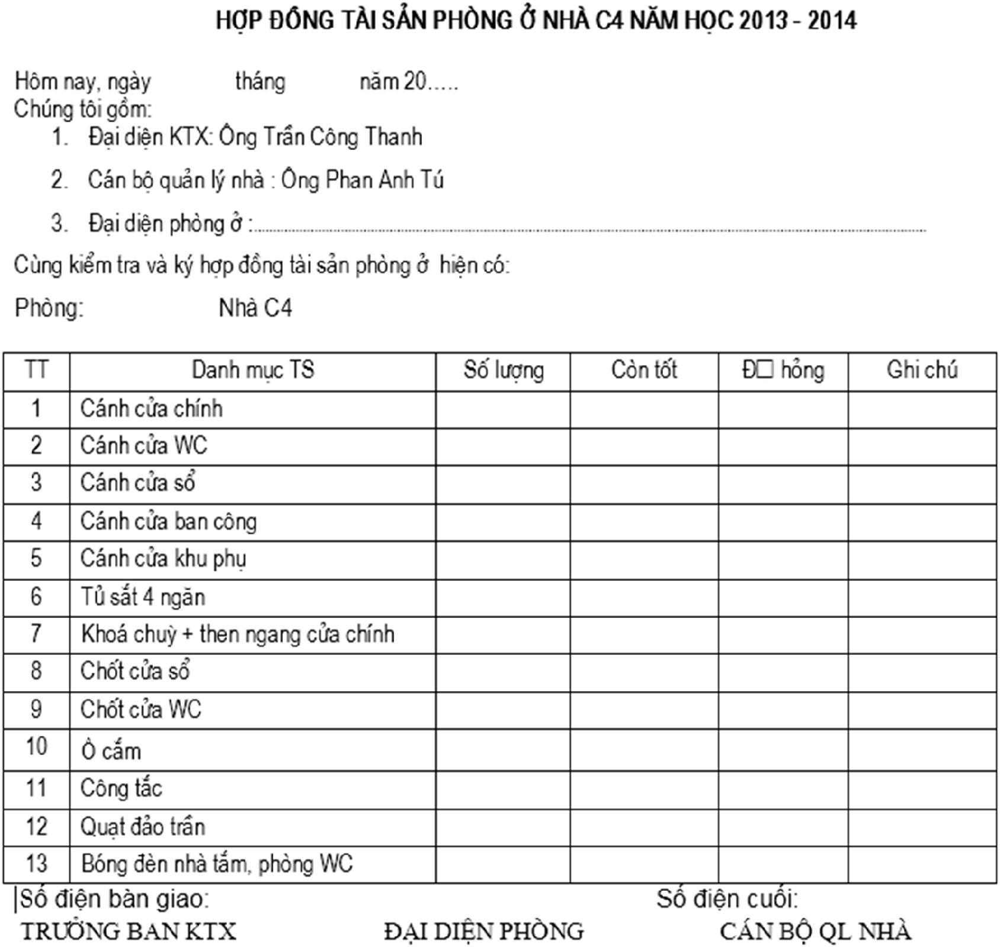 HỢP ĐỒNG TÀI SẢN PHÒNG Ở NHÀ C4 NĂM HỌC 2013 - 2014
Hôm nay, ngày tháng năm 20.....
Chúng tôi gồm:
1. Đại diện KTX: Ông Trần Công Thanh
2. Cán bộ quản lý nhà : Ông Phan Anh Tú
3. Đại diện phòng ở :..........
Cùng kiểm tra và ký hợp đồng tài sản phòng ở hiện có:
Phòng: Nhà C4
TT Danh mục TS Số lượng Còn tốt Đ□ hỏng Ghi chú
1 Cánh cửa chính
2 Cánh cửa WC
3 Cánh cửa sổ
4 Cánh cửa ban công
5 Cánh cửa khu phụ
6 Tủ sắt 4 ngăn
7 Khoá chuỳ + then ngang cửa chính
8 Chốt cửa sổ
9 Chốt cửa WC
10 Ô cắm
11 Công tắc
12 Quạt đảo trần
13 Bóng đèn nhà tắm, phòng WC
Số điện bàn giao: Số điện cuối:
TRƯỞNG BAN KTX ĐẠI DIỆN PHÒNG CÁN BỘ QL NHÀ